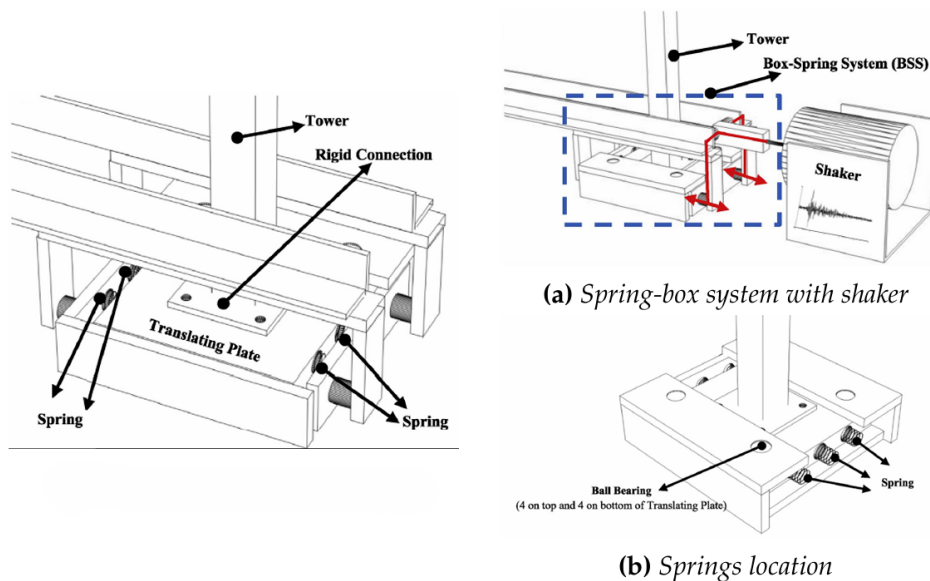 Tower
Rigid Connection
Translating Plate
Spring
Spring
Tower
Box-Spring System (BSS)
Shaker
(a) Spring-box system with shaker
Ball Bearing
(4 on top and 4 on bottom of Translating Plate)
Spring
(b) Springs location